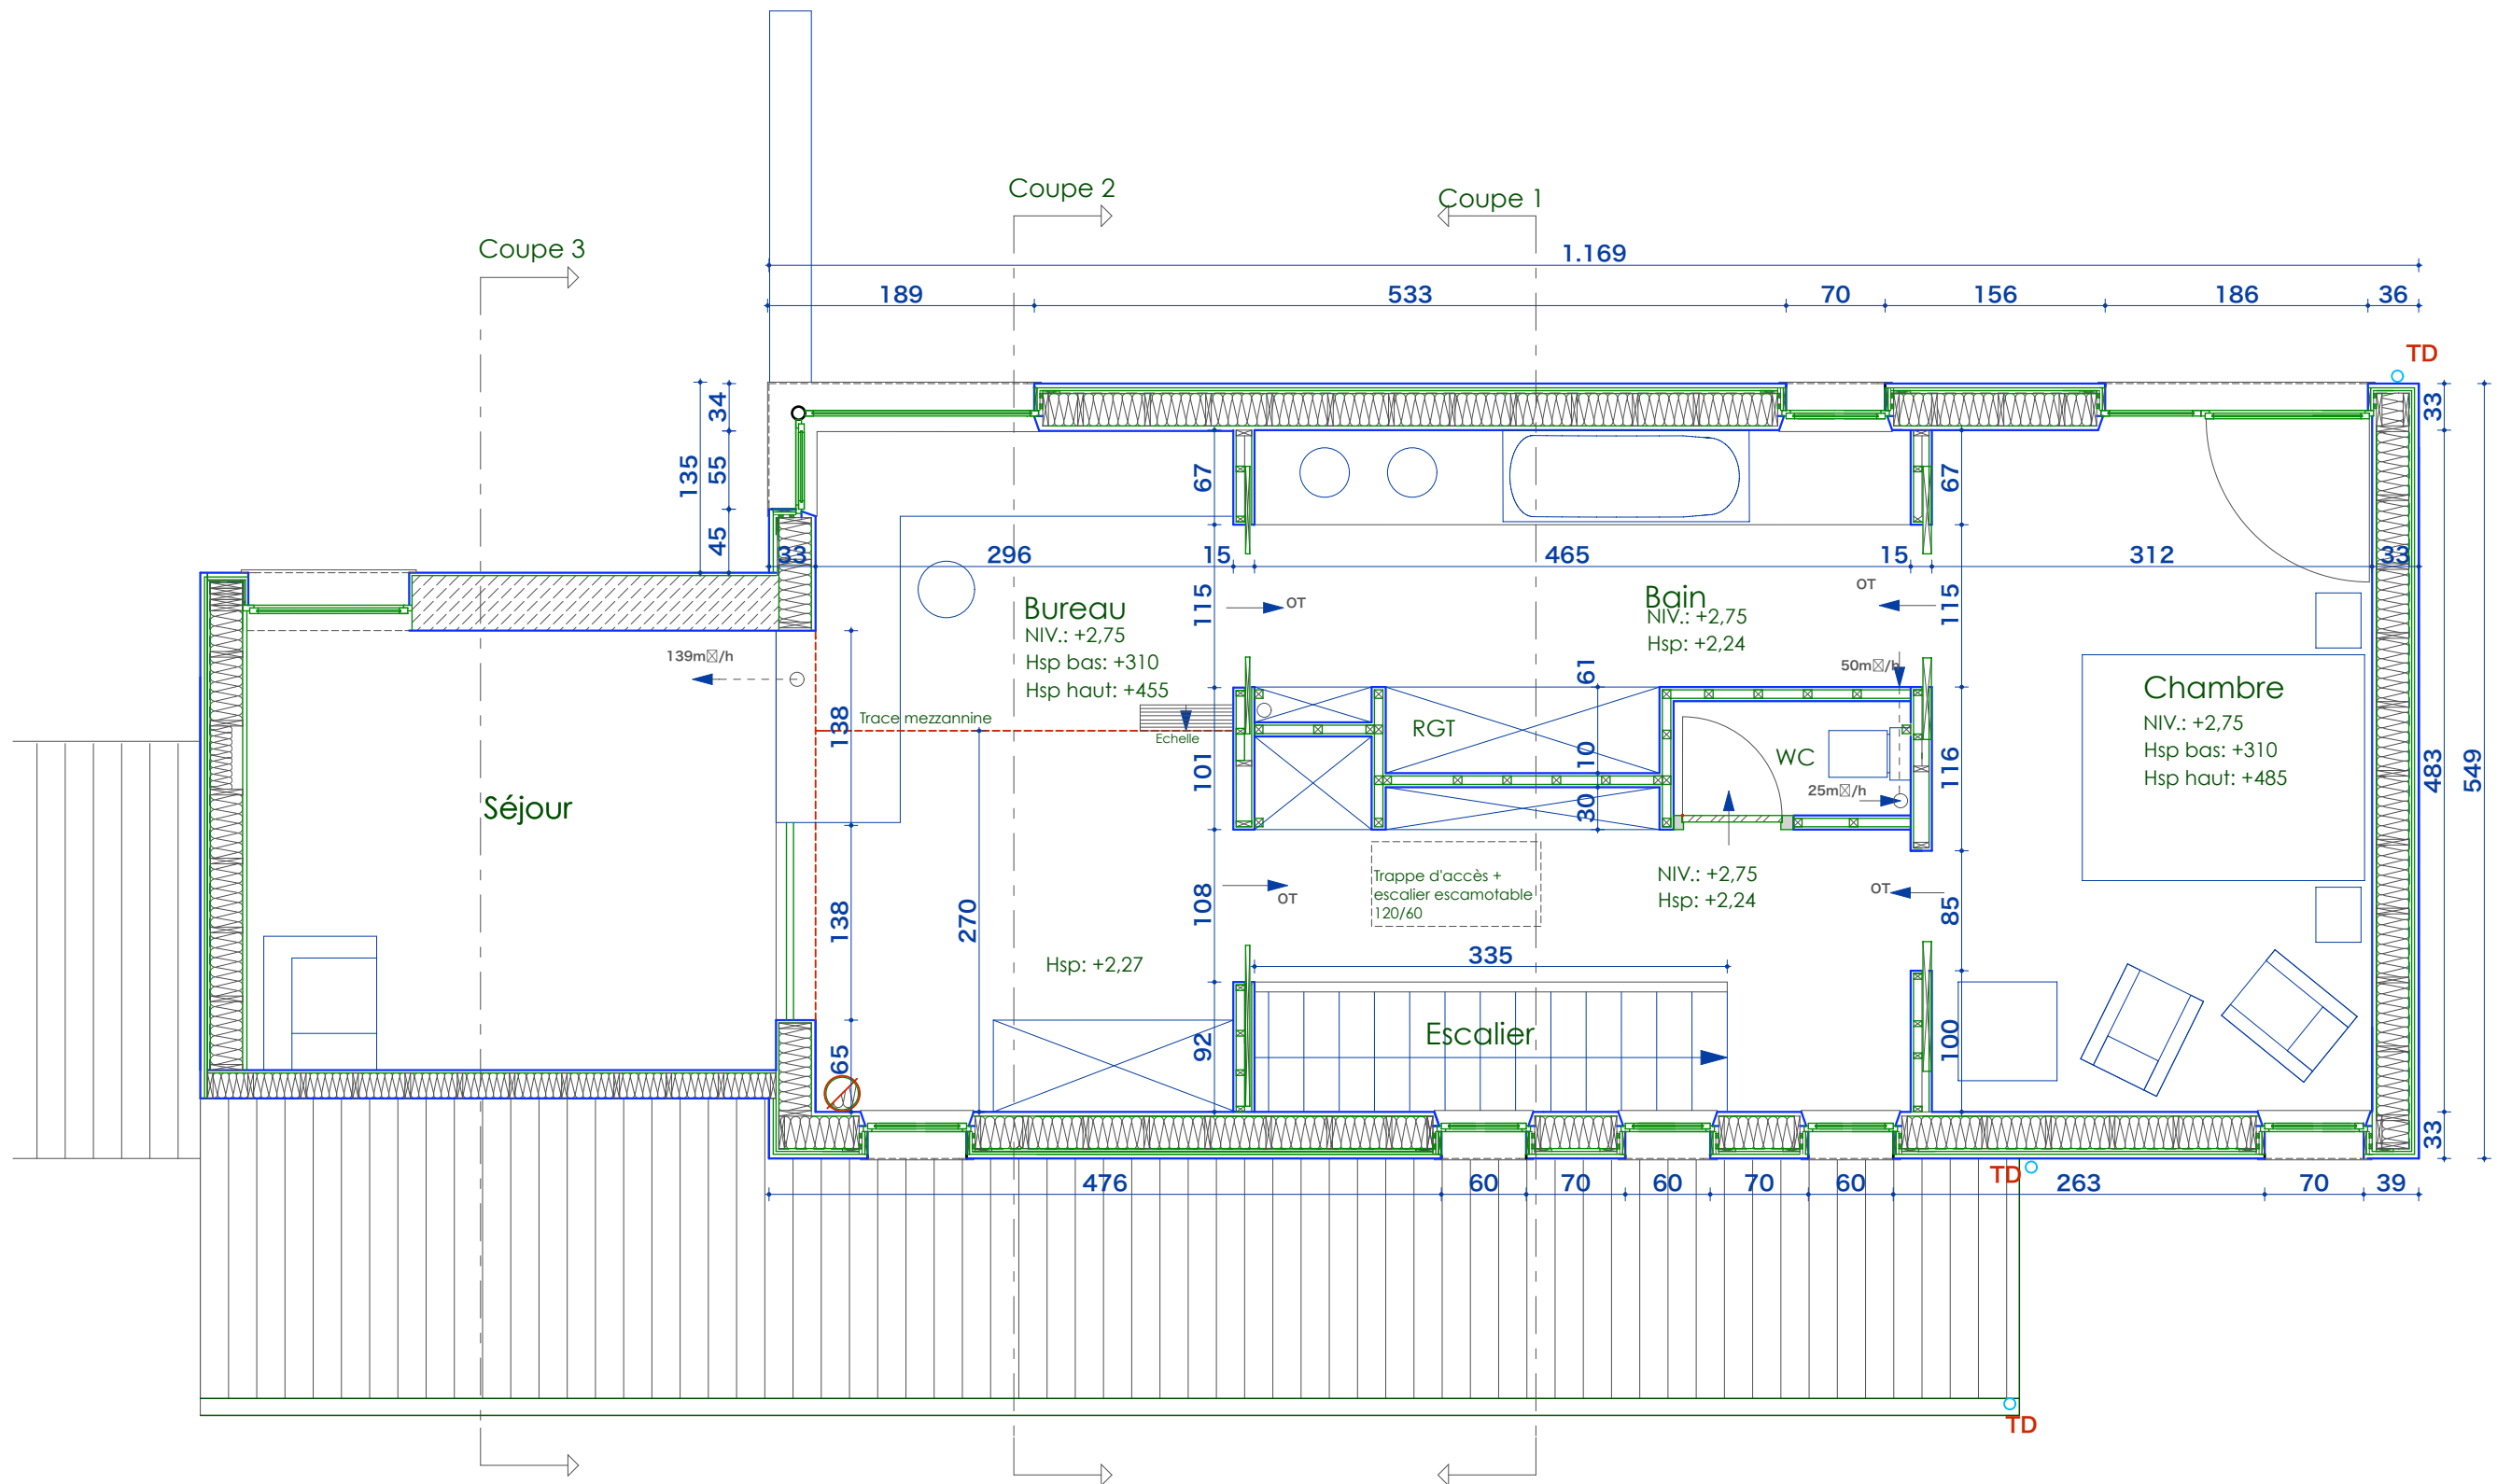 Coupe 2
Coupe 1
Coupe 3
1.169
189
533
70
156
186
36
TD
34
55
45
135
33
67
67
33
296
15
465
15
312
33
Bureau
NIV.: +2,75
Hsp bas: +310
Hsp haut: +455
115
OT
Bain
NIV.: +2,75
Hsp: +2,24
OT
115
139m/h
50m/h
61
Chambre
NIV.: +2,75
Hsp bas: +310
Hsp haut: +485
138
Trace mezzannine
Echelle
RGT
WC
101
10
116
25m/h
30
483
549
Séjour
Trappe d'accès +
escalier escamotable
120/60
NIV.: +2,75
Hsp: +2,24
OT
OT
108
85
138
270
Hsp: +2,27
335
Escalier
92
100
65
33
TD
476
60
70
60
70
60
263
70
39
TD